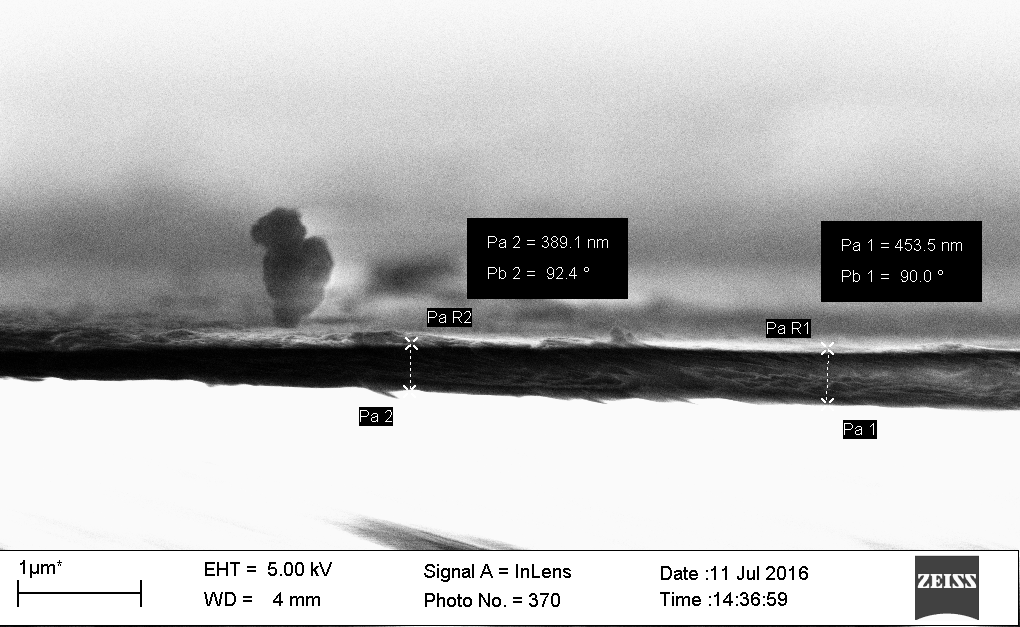 Pa 2 = 389.1 nm
Pb 2 =  92.4 °
Pa 1 = 453.5 nm
Pb 1 =  90.0 °
Pa R2
Pa R1
Pa 2
Pa 1
1µm*
EHT =  5.00 kV
WD =   4 mm
Signal A = InLens
Photo No. = 370
Date :11 Jul 2016
Time :14:36:59
ZEISS